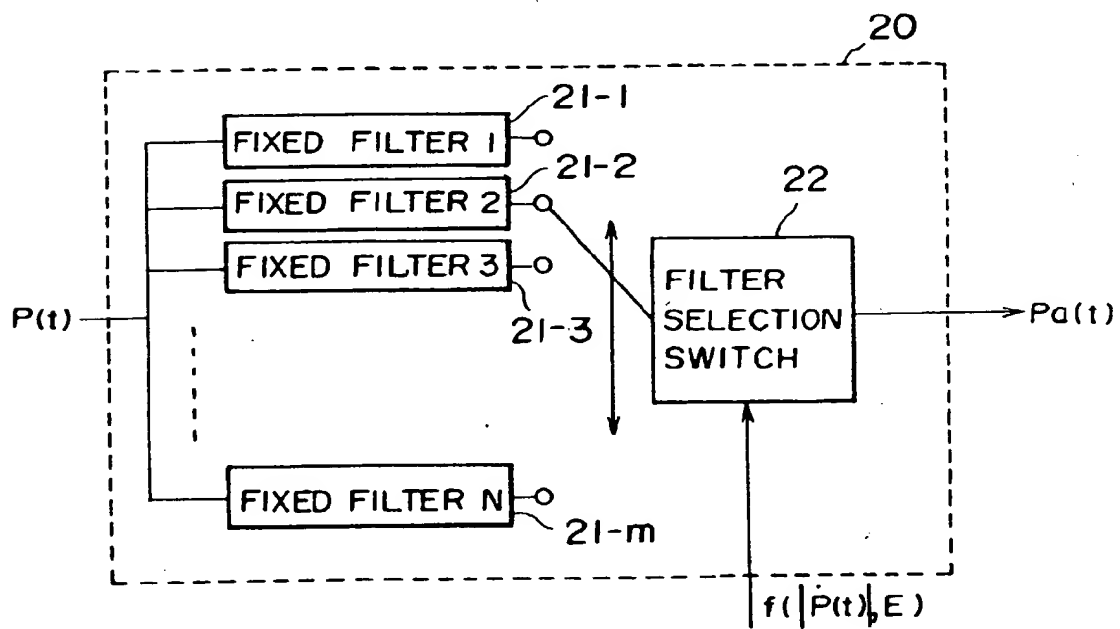 20
21-1
FIXED FILTER 1
21-2
FIXED FILTER 2
22
FIXED FILTER 3
FILTER
SELECTION
SWITCH
P(t)
21-3
Pa(t)
FIXED FILTER N
21-m
f(|Ṗ(t)|, E)